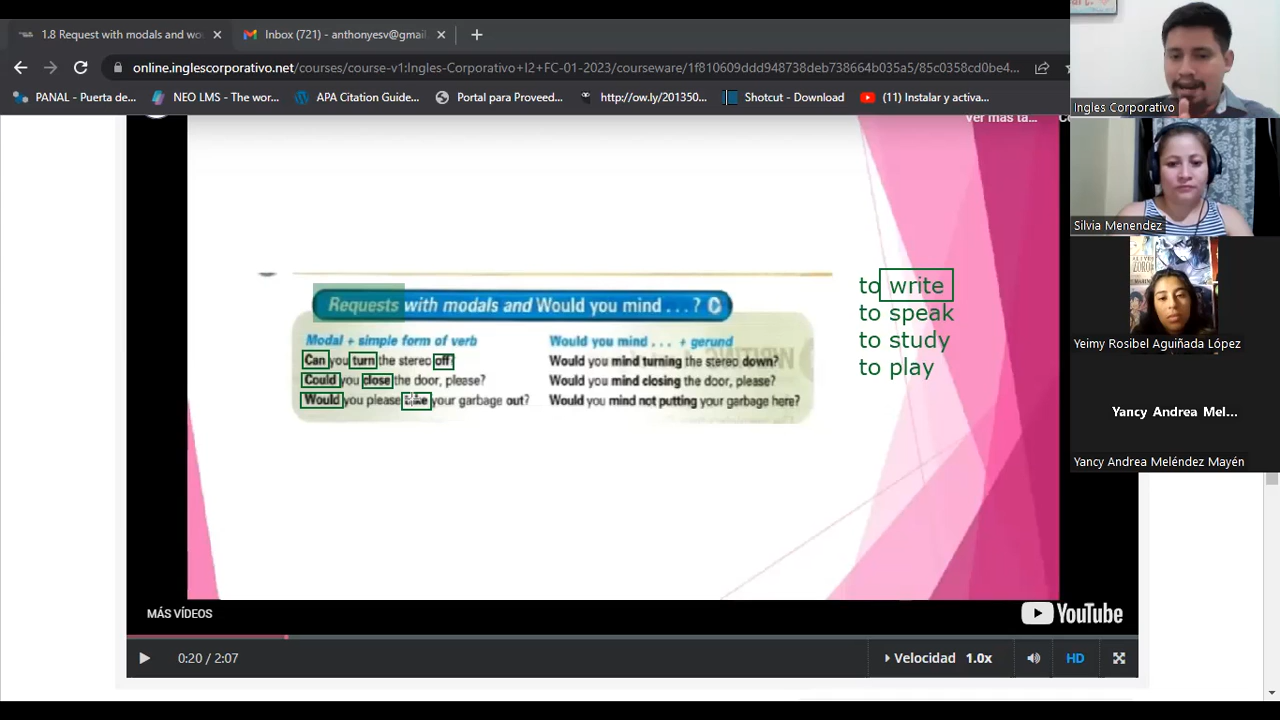 1.8 Request with modals and wo
Inbox (721) - anthonyesv@gmail.
online.inglescorporativo.net/courses/course-v1:Ingles-Corporativo+I2+FC-01-2023/courseware/1f810609ddd948738deb738664b035a5/85c0358cd0be4...
PANAL - Puerta de...
NEO LMS - The wor...
APA Citation Guide...
Portal para Proveed...
http://ow.ly/201350...
Shotcut - Download
(11) Instalar y activa...
Ingles Corporativo
Ver más ta...
Silvia Menendez
to write
to speak
to study
to play
Requests with modals and Would you mind . . . ?
Modal + simple form of verb
Can you turn the stereo off?
Could you close the door, please?
Would you please take your garbage out?
Would you mind . . . + gerund
Would you mind turning the stereo down?
Would you mind closing the door, please?
Would you mind not putting your garbage here?
Yeimy Rosibel Aguiñada López
Yancy Andrea Mel...
Yancy Andrea Meléndez Mayén
MÁS VÍDEOS
YouTube
0:20 / 2:07
Velocidad 1.0x
HD